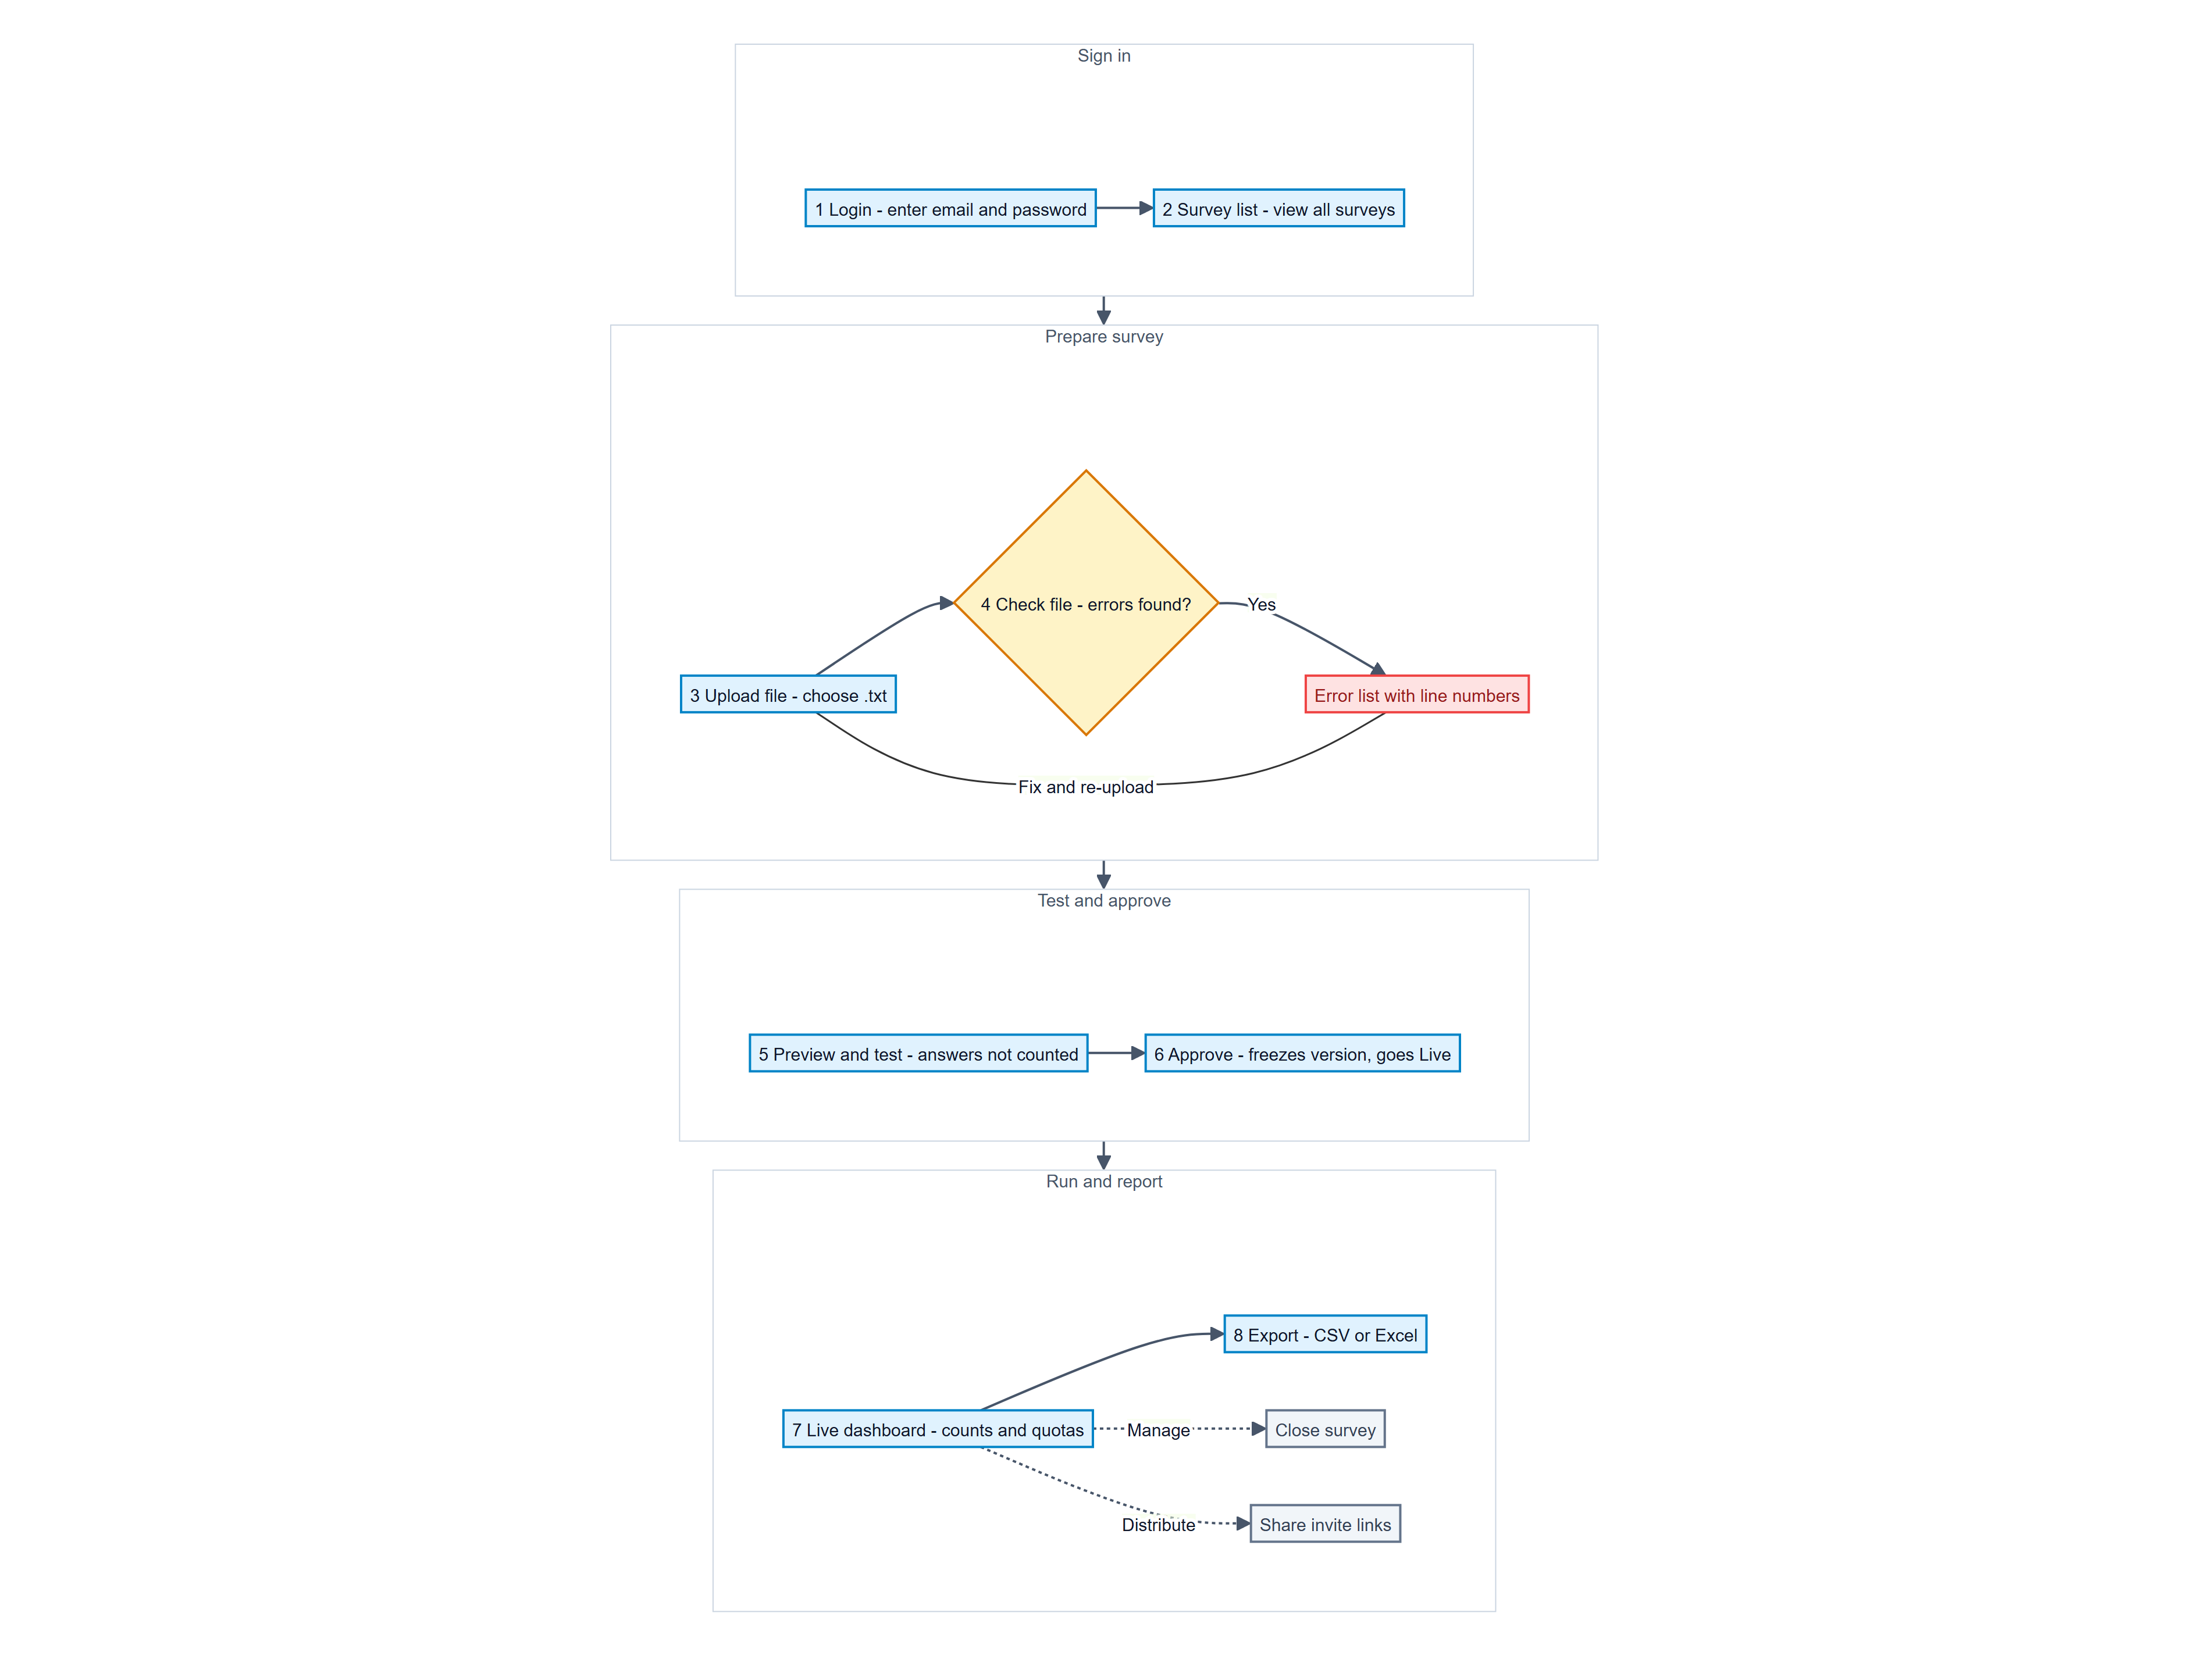 Sign in
1 Login - enter email and password
2 Survey list - view all surveys
Prepare survey
4 Check file - errors found?
Yes
3 Upload file - choose .txt
Error list with line numbers
Fix and re-upload
Test and approve
5 Preview and test - answers not counted
6 Approve - freezes version, goes Live
Run and report
8 Export - CSV or Excel
7 Live dashboard - counts and quotas
Manage
Close survey
Distribute
Share invite links